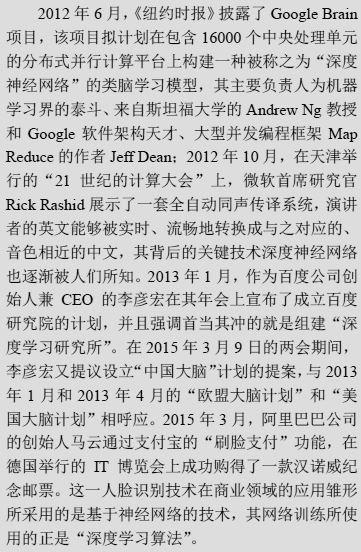 2012 年 6 月，《纽约时报》披露了 Google Brain
项目，该项目拟计划在包含 16000 个中央处理单元
的分布式并行计算平台上构建一种被称之为“深度
神经网络”的类脑学习模型，其主要负责人为机器
学习界的泰斗、来自斯坦福大学的 Andrew Ng 教授
和 Google 软件架构天才、大型并发编程框架 Map
Reduce 的作者 Jeff Dean；2012 年 10 月，在天津举
行的“21 世纪的计算大会”上，微软首席研究官
Rick Rashid 展示了一套全自动同声传译系统，演讲
者的英文能够被实时、流畅地转换成与之对应的、
音色相近的中文，其背后的关键技术深度神经网络
也逐渐被人们所知。2013 年 1 月，作为百度公司创
始人兼 CEO 的李彦宏在其年会上宣布了成立百度
研究院的计划，并且强调首当其冲的就是组建“深
度学习研究所”。在 2015 年 3 月 9 日的两会期间，
李彦宏又提议设立“中国大脑”计划的提案，与 2013
年 1 月和 2013 年 4 月的“欧盟大脑计划”和“美
国大脑计划”相呼应。2015 年 3 月，阿里巴巴公司
的创始人马云通过支付宝的“刷脸支付”功能，在
德国举行的 IT 博览会上成功购得了一款汉诺威纪
念邮票。这一人脸识别技术在商业领域的应用雏形
所采用的是基于神经网络的技术，其网络训练所使
用的正是“深度学习算法”。